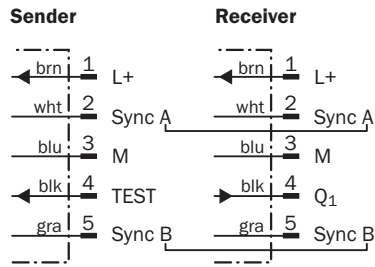 Sender Receiver
brn 1 L+ brn 1 L+
wht 2 Sync A wht 2 Sync A
blu 3 M blu 3 M
blk 4 TEST blk 4 Q₁
gra 5 Sync B gra 5 Sync B